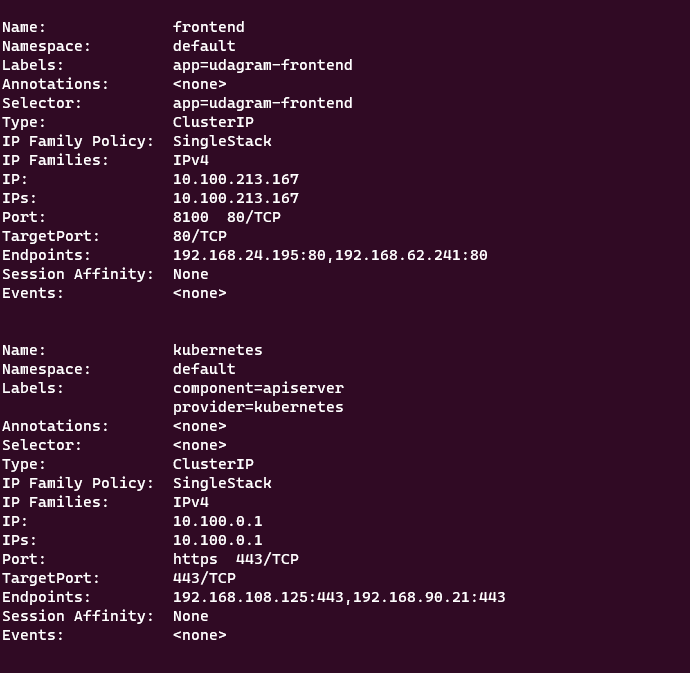 Name:              frontend
Namespace:         default
Labels:            app=udagram-frontend
Annotations:       <none>
Selector:          app=udagram-frontend
Type:              ClusterIP
IP Family Policy:  SingleStack
IP Families:       IPv4
IP:                10.100.213.167
IPs:               10.100.213.167
Port:              8100  80/TCP
TargetPort:        80/TCP
Endpoints:         192.168.24.195:80,192.168.62.241:80
Session Affinity:  None
Events:            <none>
Name:              kubernetes
Namespace:         default
Labels:            component=apiserver
                   provider=kubernetes
Annotations:       <none>
Selector:          <none>
Type:              ClusterIP
IP Family Policy:  SingleStack
IP Families:       IPv4
IP:                10.100.0.1
IPs:               10.100.0.1
Port:              https  443/TCP
TargetPort:        443/TCP
Endpoints:         192.168.108.125:443,192.168.90.21:443
Session Affinity:  None
Events:            <none>